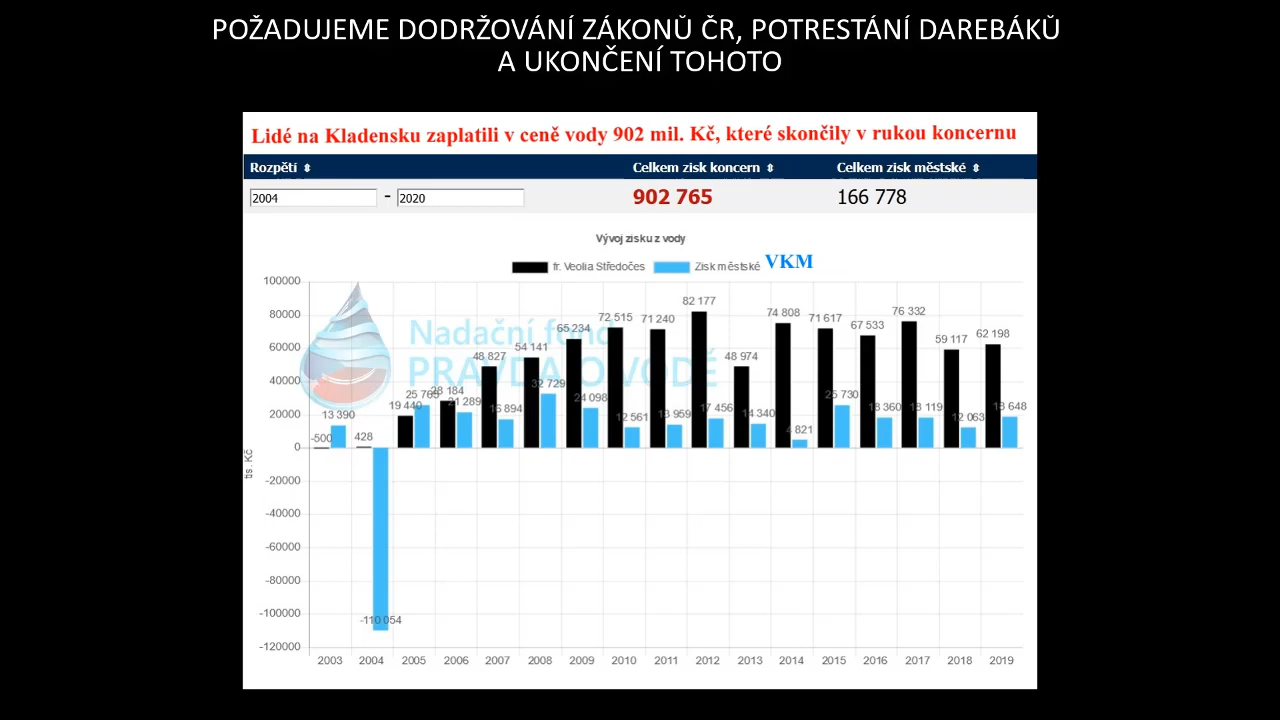 POŽADUJEME DODRŽOVÁNÍ ZÁKONŮ ČR, POTRESTÁNÍ DAREBÁKŮ
A UKONČENÍ TOHOTO
Lidé na Kladensku zaplatili v ceně vody 902 mil. Kč, které skončily v rukou koncernu
Rozpětí Celkem zisk koncern Celkem zisk městské
2004 - 2020 902 765 166 778
Vývoj zisku z vody
fr. Veolia Středočes Zisk městské VKM
Nadační fond
PRAVDA O VODĚ
100000
80000
60000
40000
20000
0
-20000
-40000
-60000
-80000
-100000
-120000
tis. Kč
-500 13 390
428 -110 054
19 440 25 765
28 184 21 289
48 827 16 894
54 141 32 729
65 234 24 098
72 515 12 561
71 240 13 959
82 177 17 456
48 974 14 340
74 808 4 821
71 617 25 730
67 533 18 360
76 332 18 119
59 117 12 063
62 198 18 648
2003 2004 2005 2006 2007 2008 2009 2010 2011 2012 2013 2014 2015 2016 2017 2018 2019